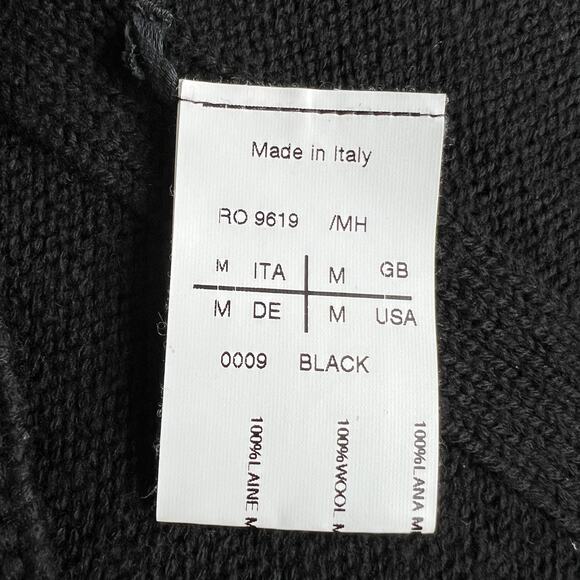 Made in Italy
RO 9619 /MH
M ITA M GB
M DE M USA
0009 BLACK
100%LAINE M
100%WOOL M
100%LANA M